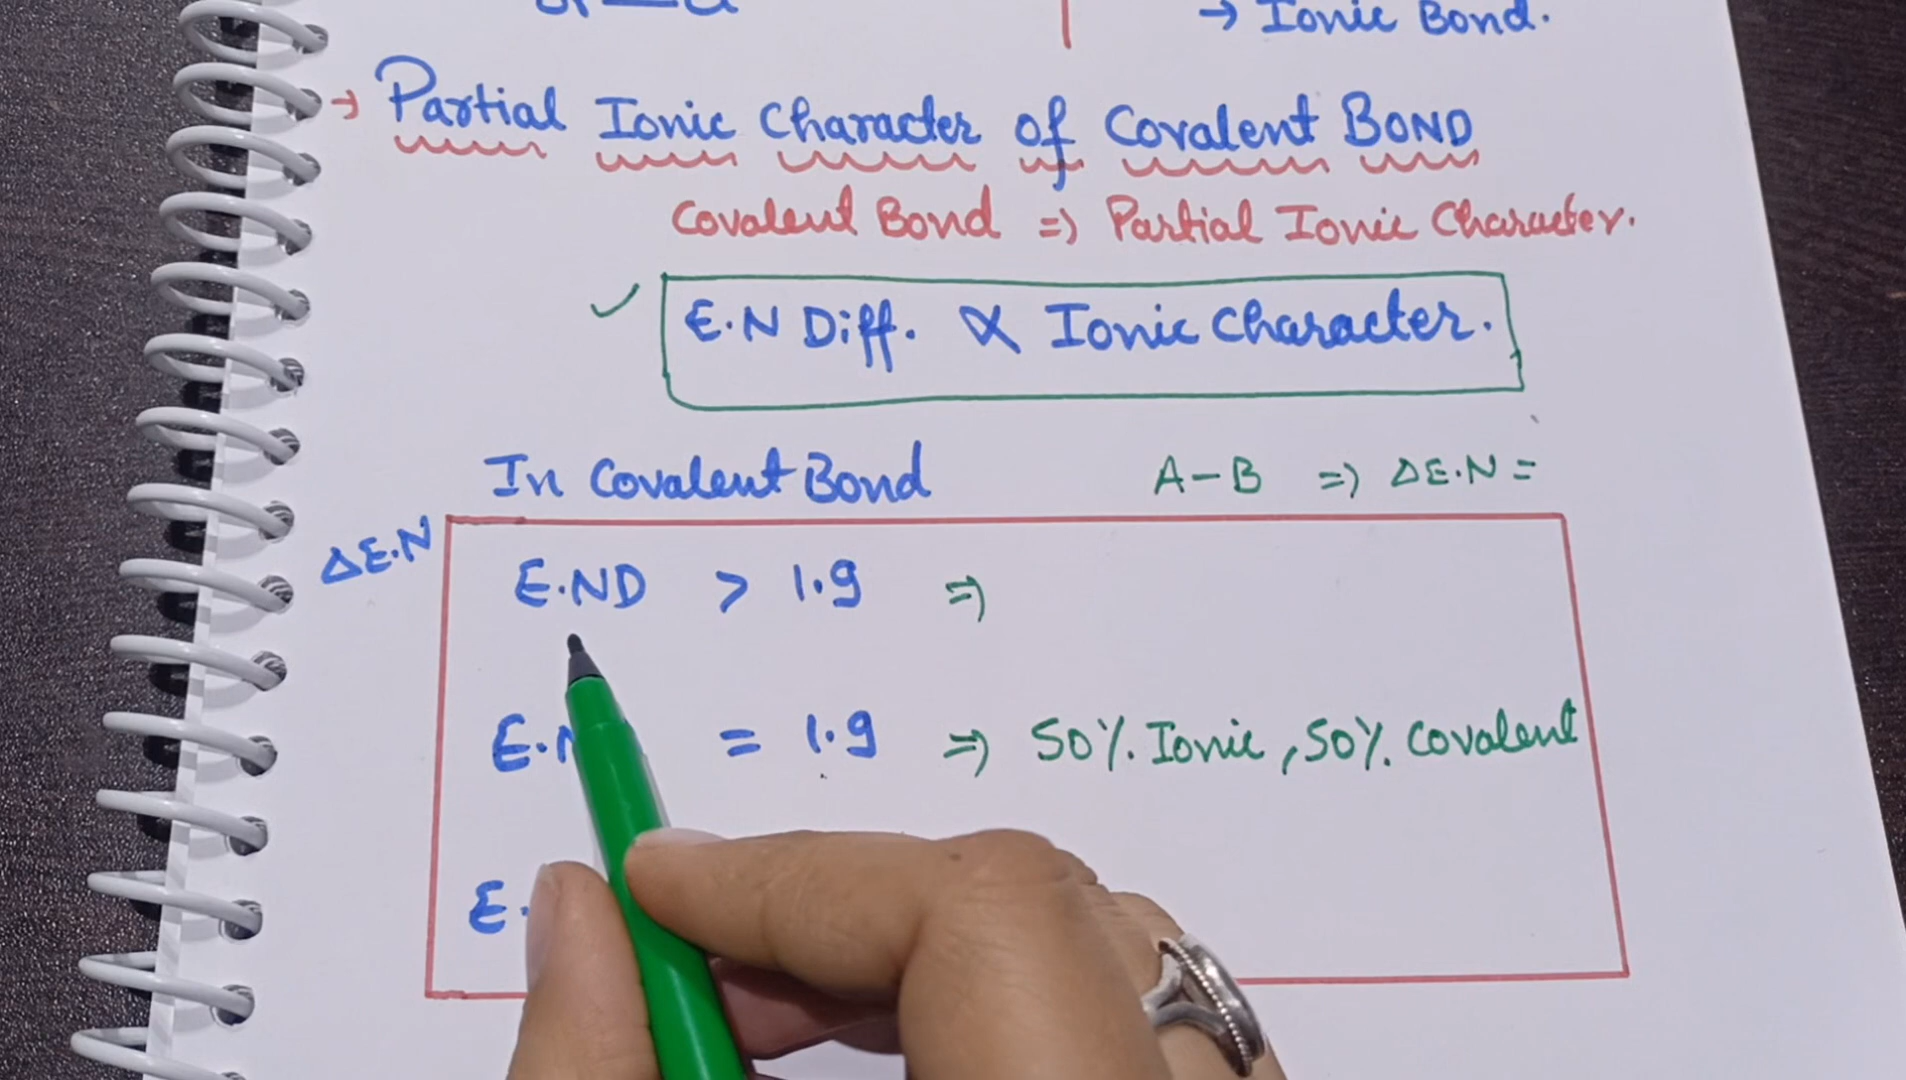 → Ionic Bond.
→ Partial Ionic Character of Covalent BOND
Covalent Bond ⇒ Partial Ionic Character.
✓ E.N Diff. ∝ Ionic Character.
In Covalent Bond A-B ⇒ ΔE.N =
ΔE.N
E.ND > 1.9 ⇒
E.N = 1.9 ⇒ 50% Ionic, 50% Covalent
E.